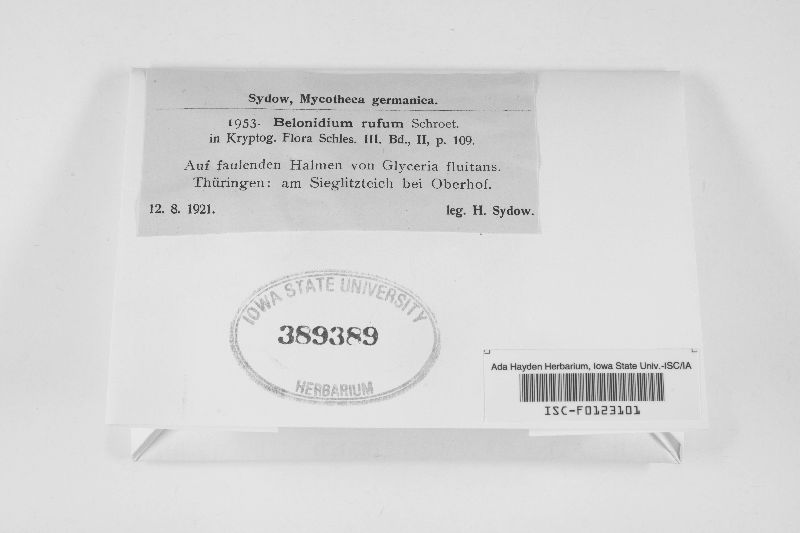 Sydow, Mycotheca germanica.
1953. Belonidium rufum Schroet.
in Kryptog. Flora Schles. III. Bd., II, p. 109.
Auf faulenden Halmen von Glyceria fluitans.
Thüringen: am Sieglitzteich bei Oberhof.
12. 8. 1921. leg. H. Sydow.
IOWA STATE UNIVERSITY
389389
HERBARIUM
Ada Hayden Herbarium, Iowa State Univ.-ISC/IA
ISC-F0123101